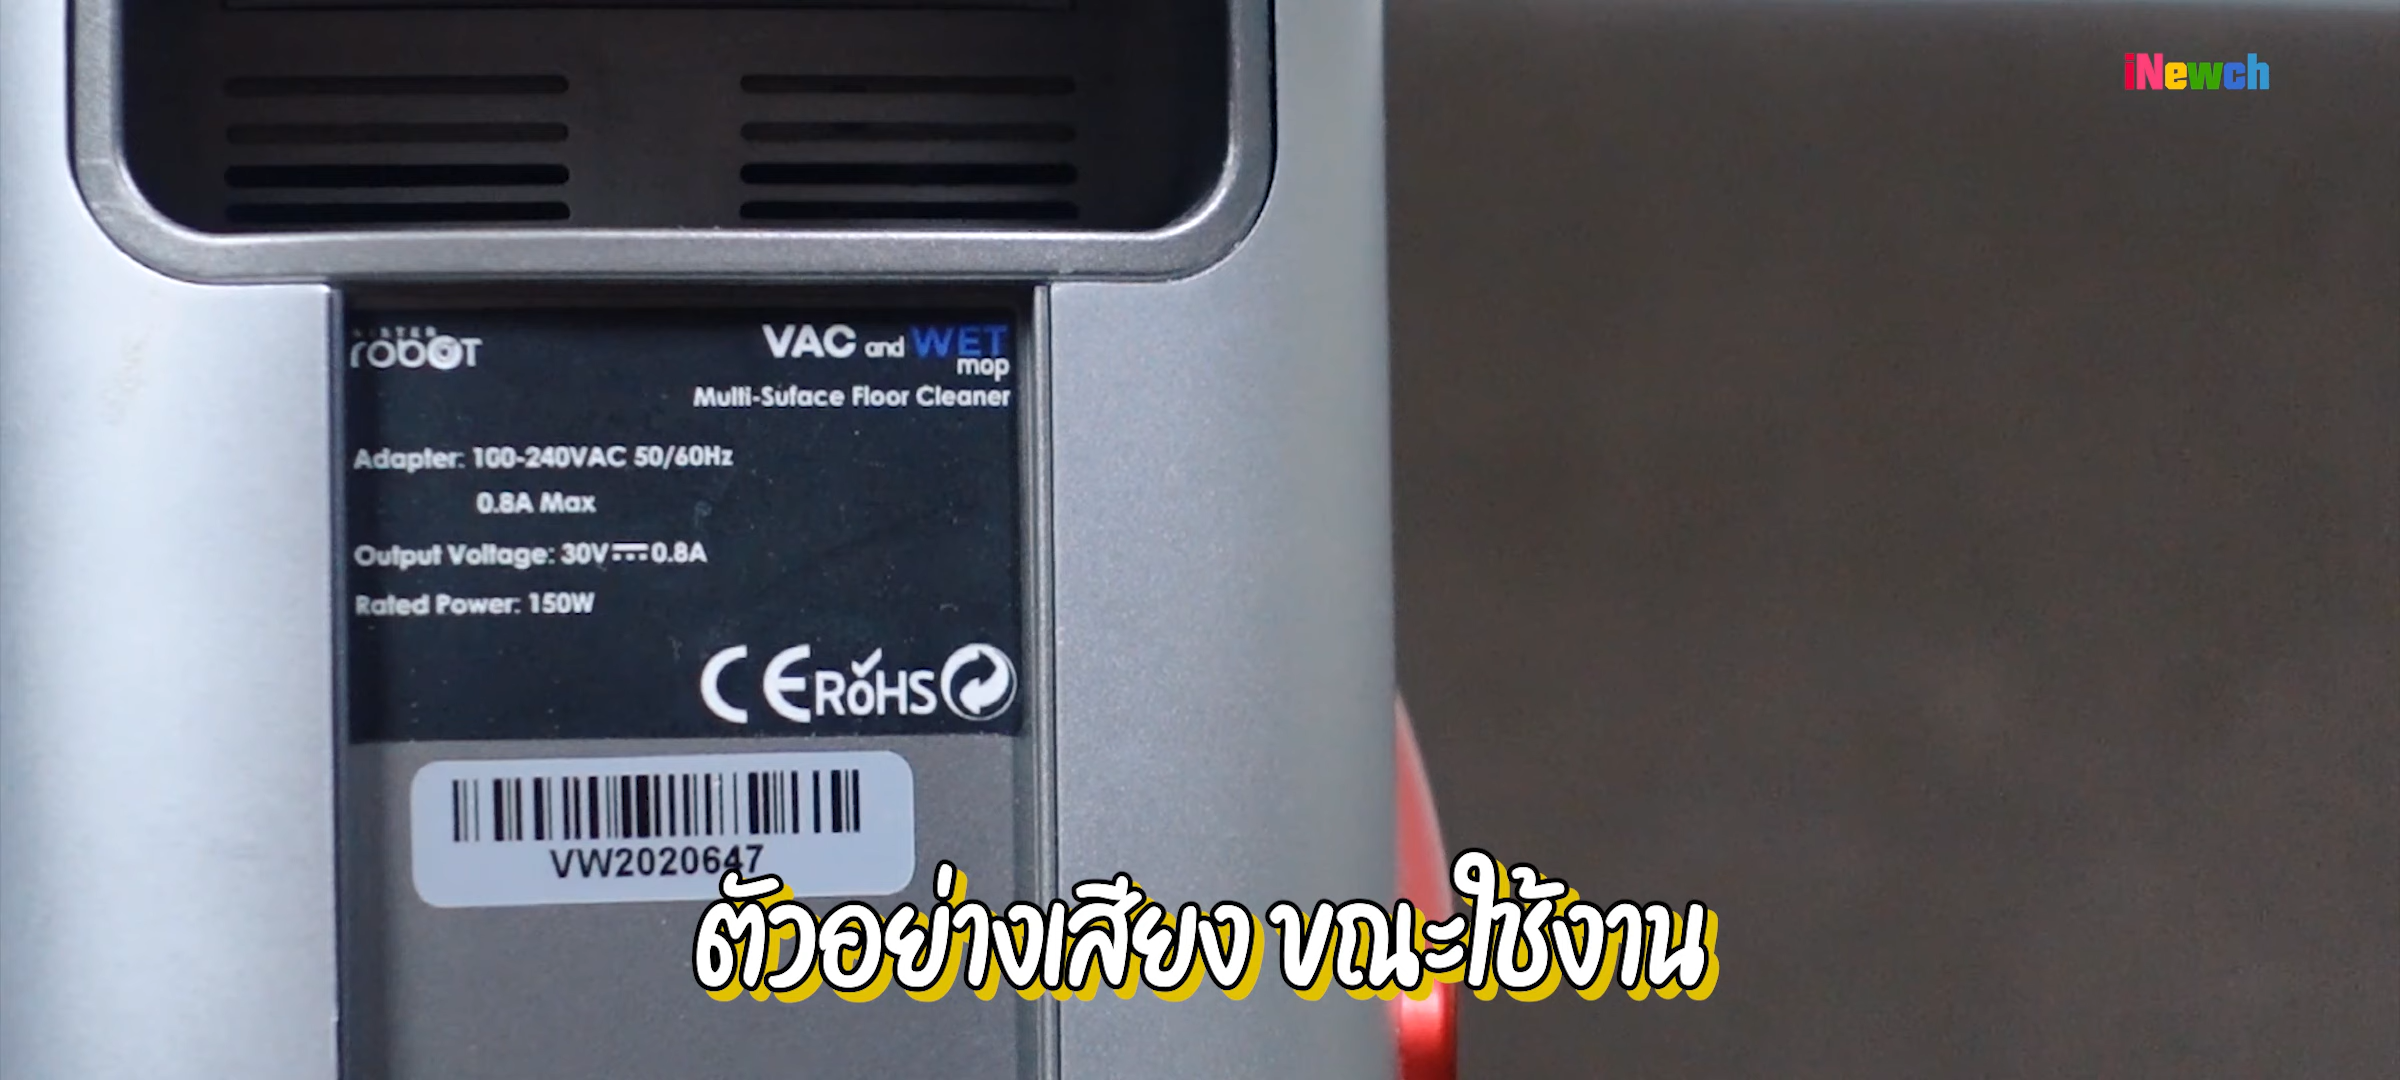 iNewch
MISTER
robot
VAC and WET
mop
Multi-Suface Floor Cleaner
Adapter: 100-240VAC 50/60Hz
0.8A Max
Output Voltage: 30V⎓0.8A
Rated Power: 150W
CE RoHS
VW2020647
ตัวอย่างเสียง ขณะใช้งาน